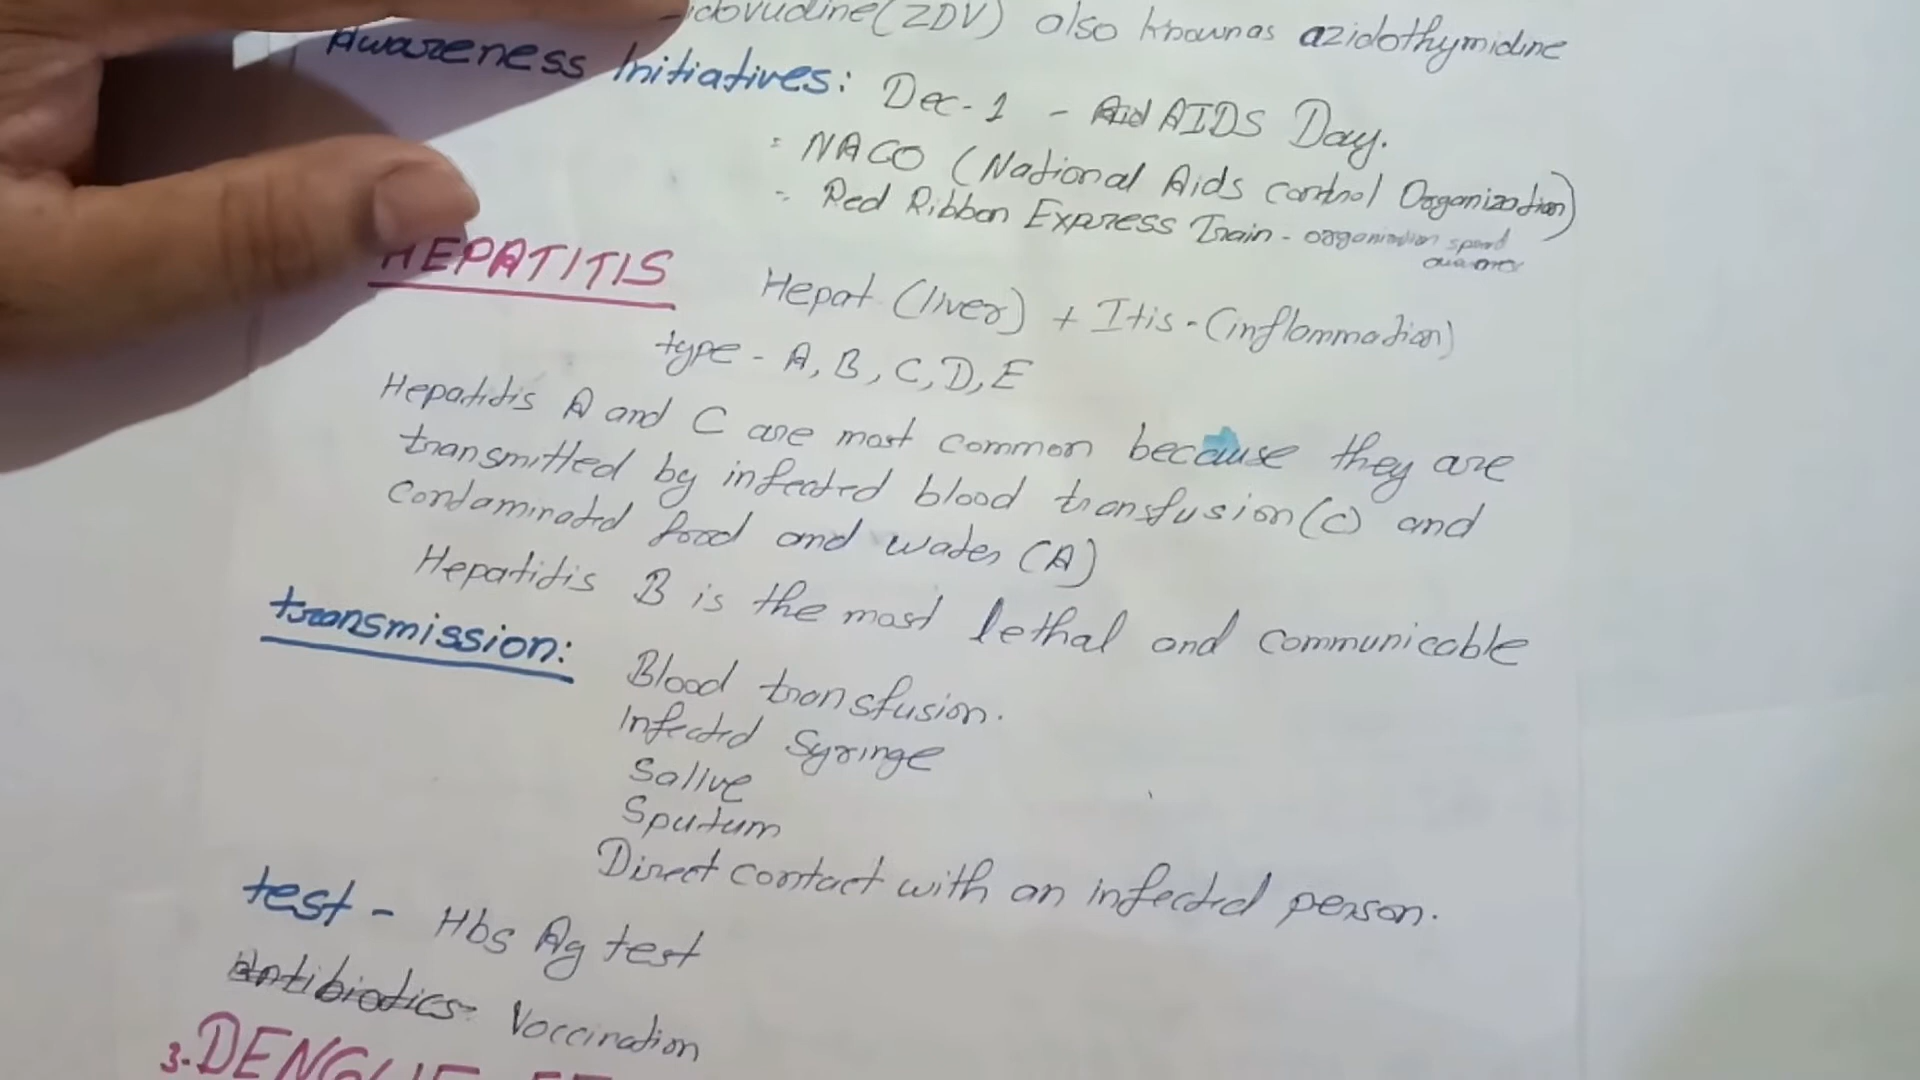 idovudine(ZDV) also known as azidothymidine
Awareness Initiatives: Dec-1 - AIDS Day.
: NACO (National Aids control Organization)
- Red Ribbon Express Train - organisation spread
HEPATITIS Hepat (liver) + Itis - (inflammation)
type - A, B, C, D, E
Hepatitis A and C are most common because they are
transmitted by infected blood transfusion(C) and
contaminated food and water (A)
Hepatitis B is the most lethal and communicable
transmission:
Blood transfusion.
Infected Syringe
Salive
Sputum
Direct contact with an infected person.
test - Hbs Ag test
Antibiotics Vaccination
3. DENGUE